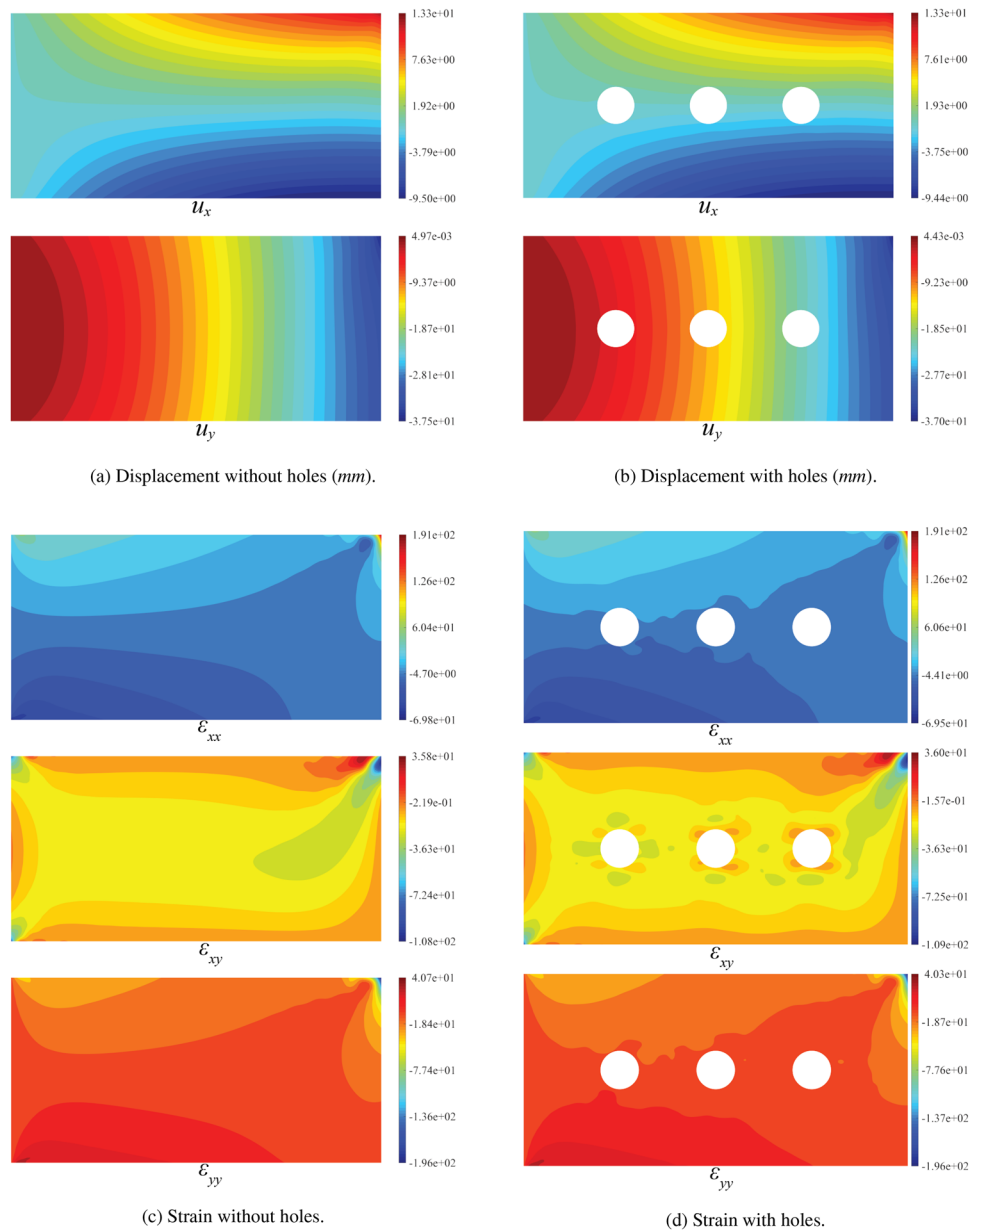 1.33e+01
7.63e+00
1.92e+00
-3.79e+00
-9.50e+00
u_x
4.97e-03
-9.37e+00
-1.87e+01
-2.81e+01
-3.75e+01
u_y
(a) Displacement without holes (mm).
1.33e+01
7.61e+00
1.93e+00
-3.75e+00
-9.44e+00
u_x
4.43e-03
-9.23e+00
-1.85e+01
-2.77e+01
-3.70e+01
u_y
(b) Displacement with holes (mm).
1.91e+02
1.26e+02
6.04e+01
-4.70e+00
-6.98e+01
ε_xx
3.58e+01
-2.19e-01
-3.63e+01
-7.24e+01
-1.08e+02
ε_xy
4.07e+01
-1.84e+01
-7.74e+01
-1.36e+02
-1.96e+02
ε_yy
(c) Strain without holes.
1.91e+02
1.26e+02
6.06e+01
-4.41e+00
-6.95e+01
ε_xx
3.60e+01
-1.57e-01
-3.63e+01
-7.25e+01
-1.09e+02
ε_xy
4.03e+01
-1.87e+01
-7.76e+01
-1.37e+02
-1.96e+02
ε_yy
(d) Strain with holes.